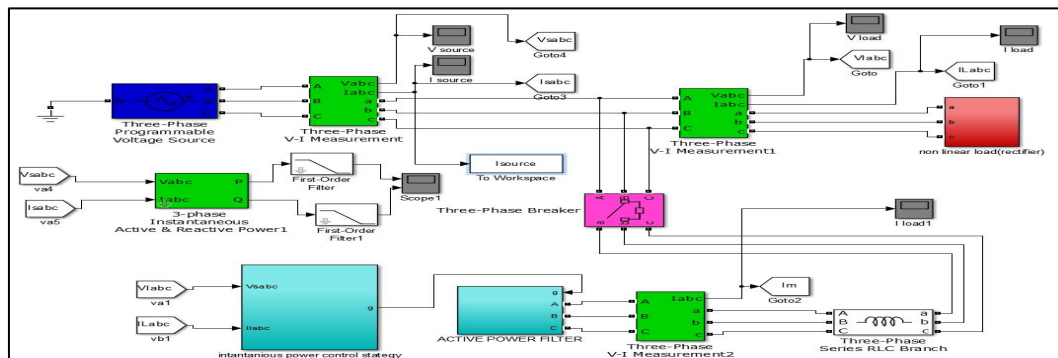 V source
Vsabc
Goto4
I source
Isabc
Goto3
V load
Vlabc
Goto
I load
ILabc
Goto1
N
A
B
C
Three-Phase
Programmable
Voltage Source
A
B
C
Vabc
Iabc
a
b
c
Three-Phase
V-I Measurement
A
B
C
Vabc
Iabc
a
b
c
Three-Phase
V-I Measurement1
a
b
c
non linear load(rectifier)
Isource
To Workspace
Vsabc
va4
Isabc
va5
Vabc
Iabc
P
Q
3-phase
Instantaneous
Active & Reactive Power1
First-Order
Filter
First-Order
Filter1
Scope1
Three-Phase Breaker
A
B
C
a
b
c
I load1
Vlabc
va1
ILabc
vb1
Vsabc
Ilabc
g
intantanious power control stategy
g
A
B
C
ACTIVE POWER FILTER
A
B
C
Iabc
a
b
c
Three-Phase
V-I Measurement2
Im
Goto2
A
B
C
a
b
c
Three-Phase
Series RLC Branch